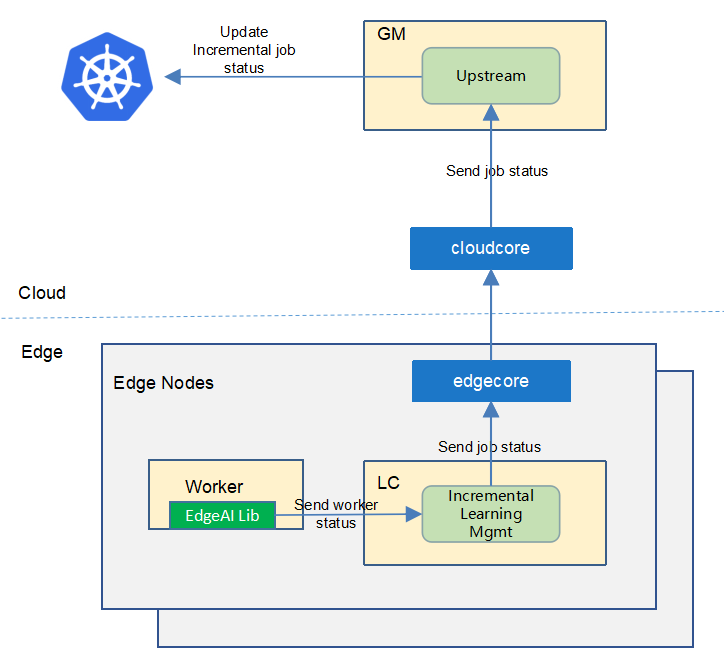 Update
Incremental job
status
GM
Upstream
Send job status
cloudcore
Cloud
Edge
Edge Nodes
edgecore
Send job status
Worker
EdgeAI Lib
Send worker
status
LC
Incremental
Learning
Mgmt